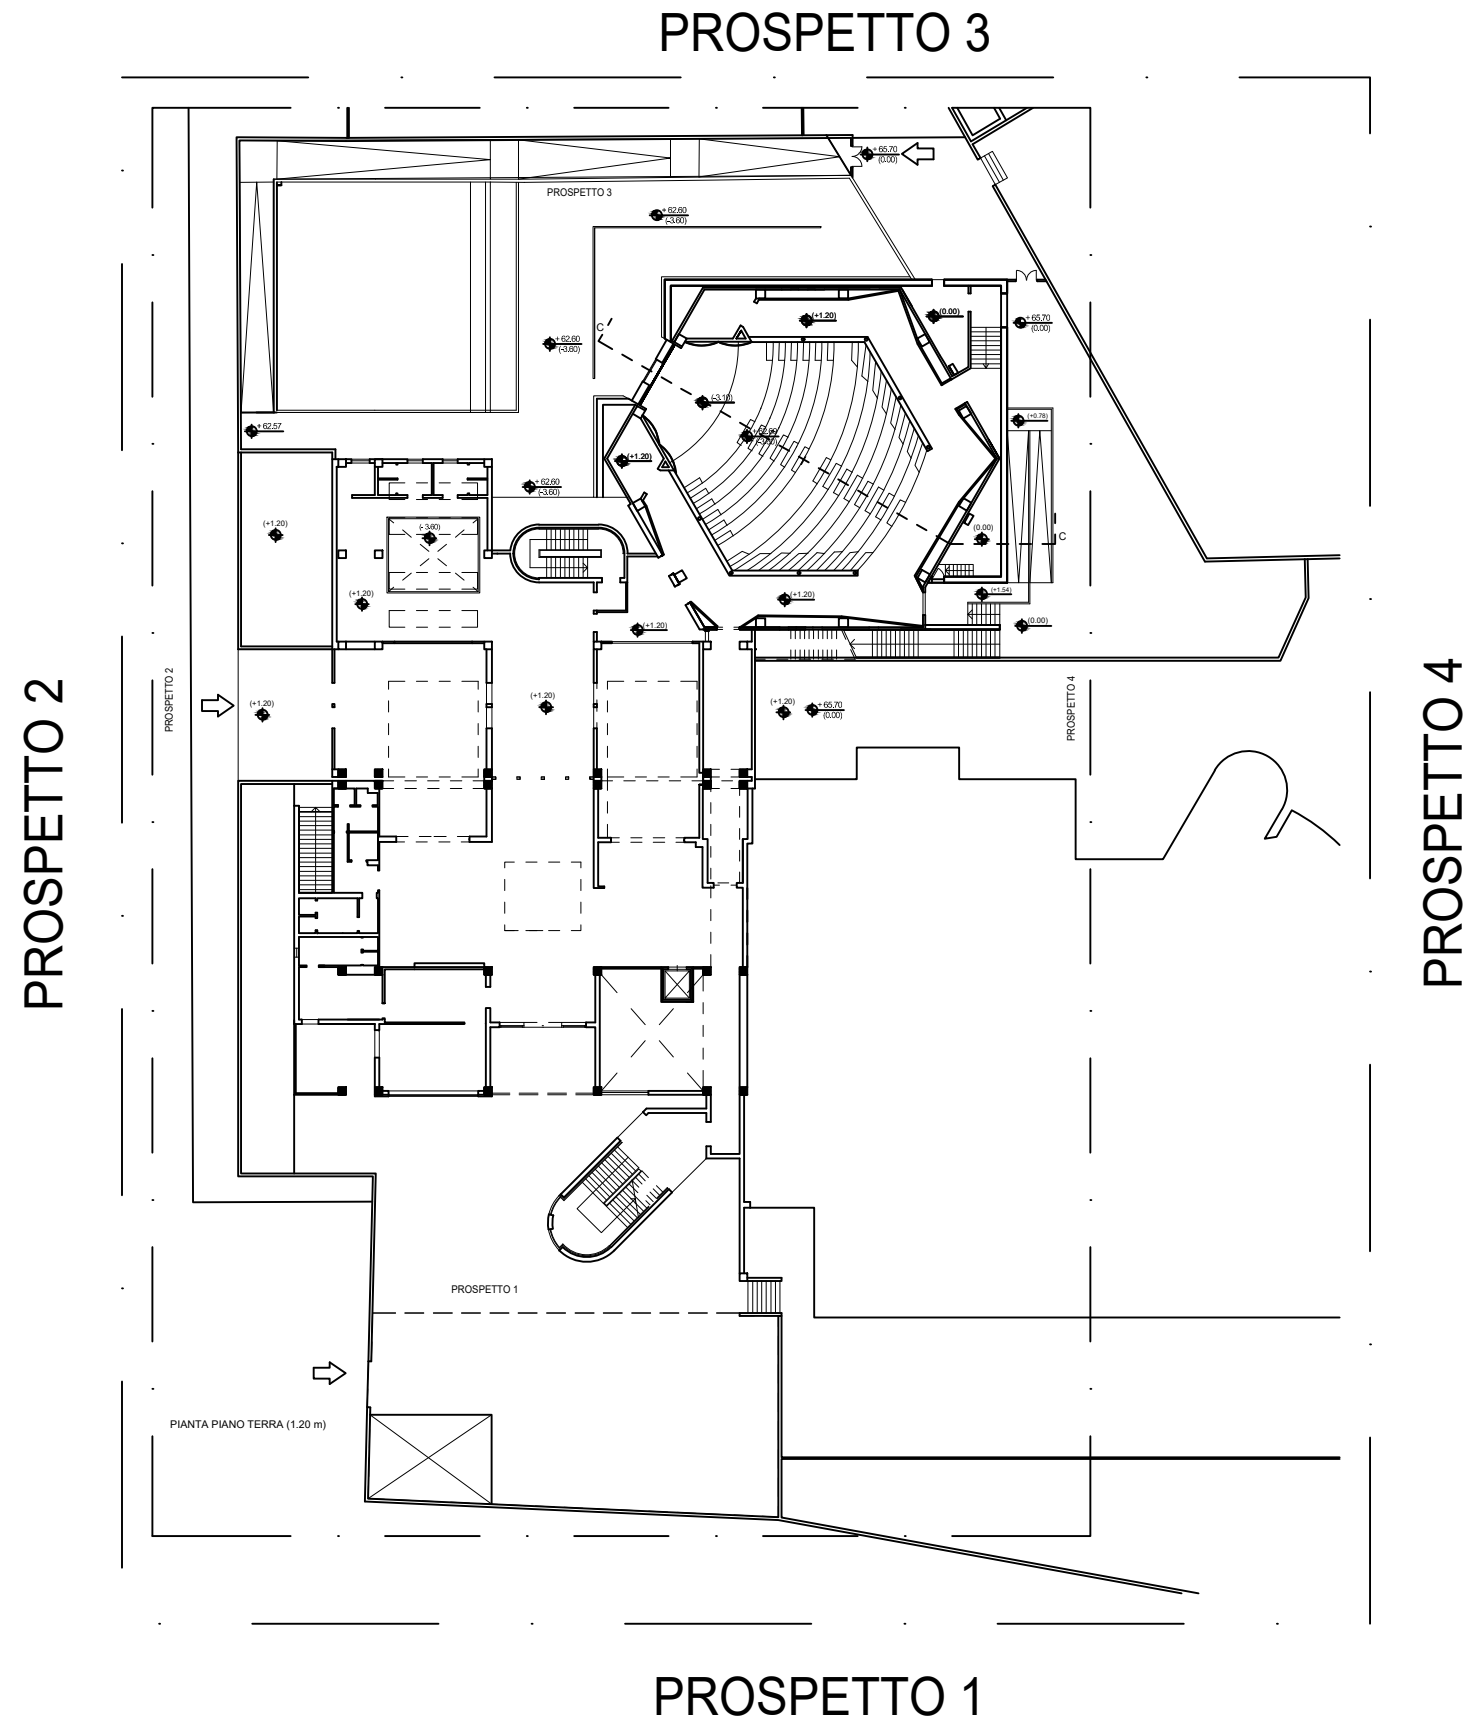 PROSPETTO 3
+ 65.70
(0.00)
PROSPETTO 3
+ 62.60
(-3.60)
(+1.20)
(0.00)
+ 65.70
(0.00)
C
+ 62.60
(-3.60)
(-3.10)
(+0.78)
+ 62.57
(+1.20)
+ 62.60
(-3.60)
(+1.20)
(- 3.60)
(0.00)
C
(+1.20)
(+1.20)
(+1.54)
(+1.20)
(0.00)
PROSPETTO 2
PROSPETTO 2
(+1.20)
(+1.20)
(+1.20)
+ 65.70
(0.00)
PROSPETTO 4
PROSPETTO 4
PROSPETTO 1
PIANTA PIANO TERRA (1.20 m)
PROSPETTO 1